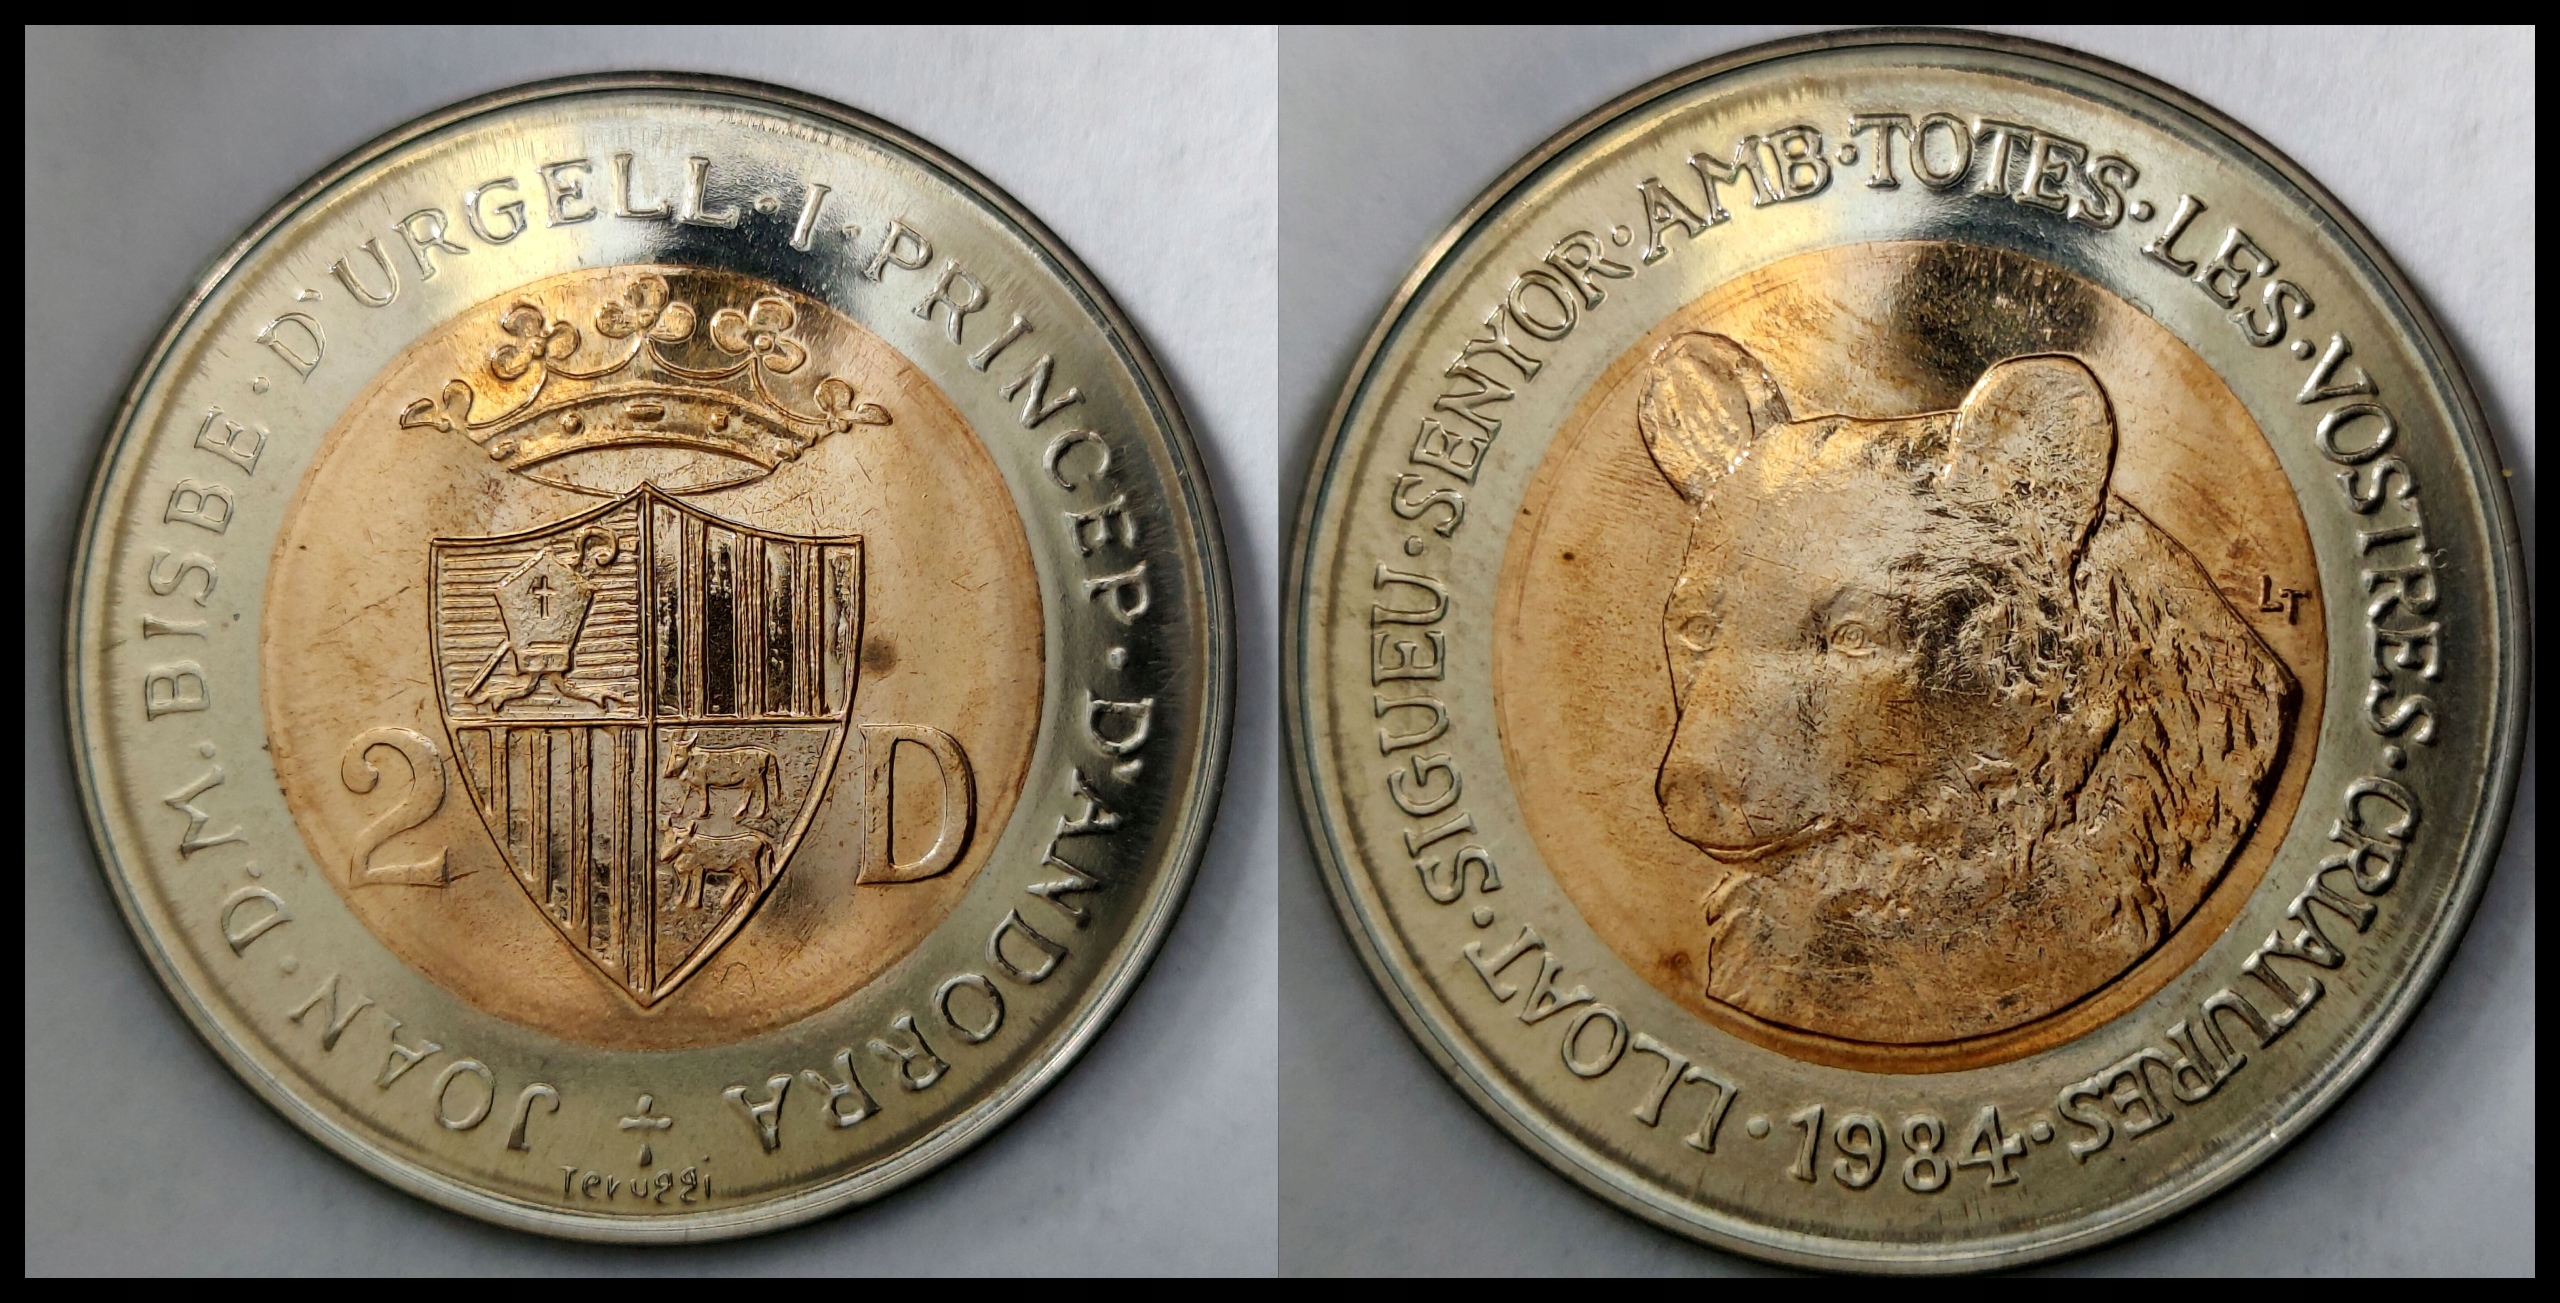 JOAN · D.M. BISBE · D'URGELL · I · PRINCEP · D'ANDORRA +
2 D
Teruggi
LLOAT · SIGUEU · SENYOR · AMB · TOTES · LES · VOSTRES · CRIATURES · 1984 ·
LT